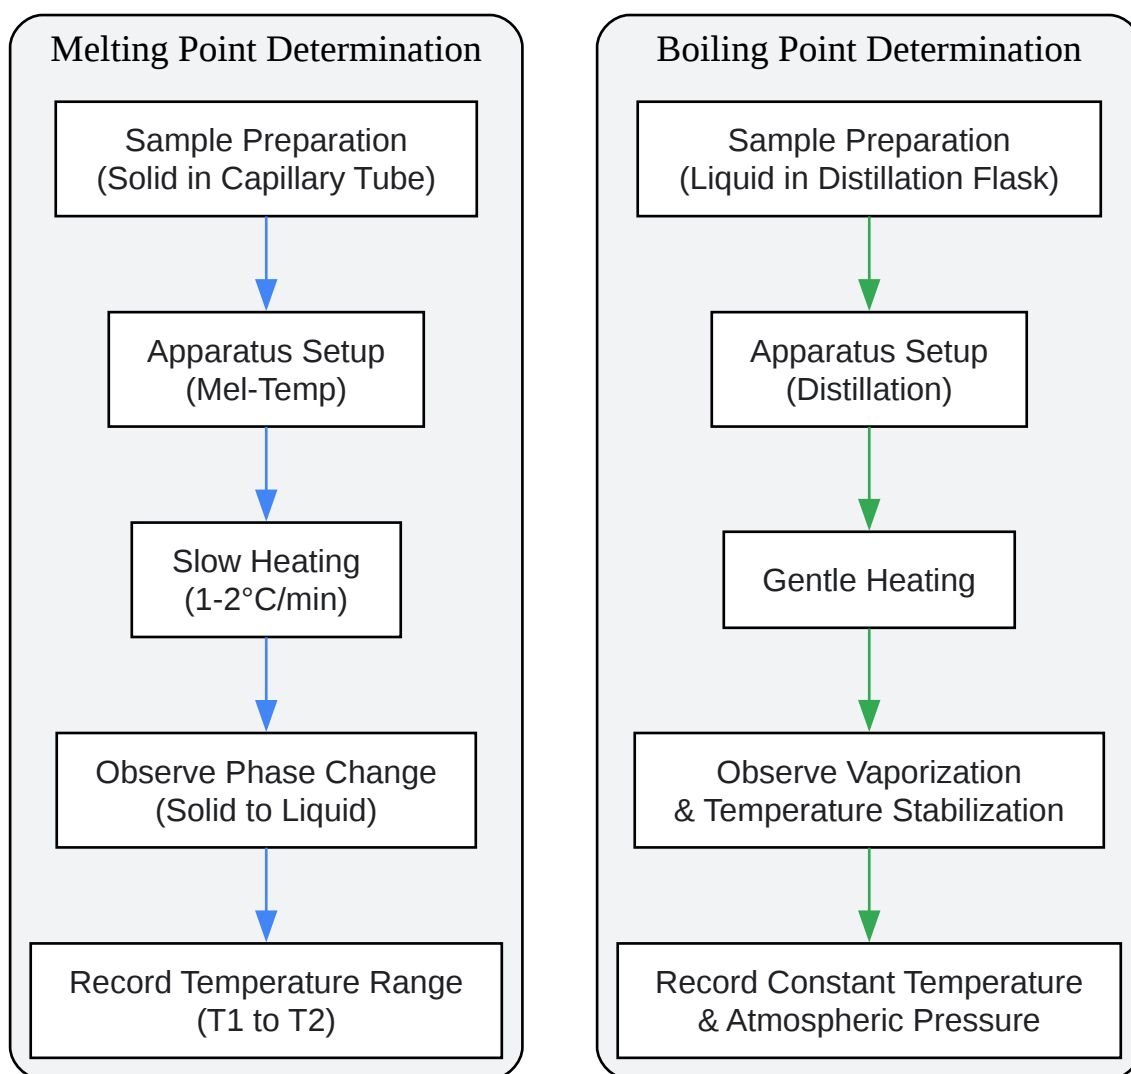 Melting Point Determination
Sample Preparation
(Solid in Capillary Tube)
Apparatus Setup
(Mel-Temp)
Slow Heating
(1-2°C/min)
Observe Phase Change
(Solid to Liquid)
Record Temperature Range
(T1 to T2)
Boiling Point Determination
Sample Preparation
(Liquid in Distillation Flask)
Apparatus Setup
(Distillation)
Gentle Heating
Observe Vaporization
& Temperature Stabilization
Record Constant Temperature
& Atmospheric Pressure